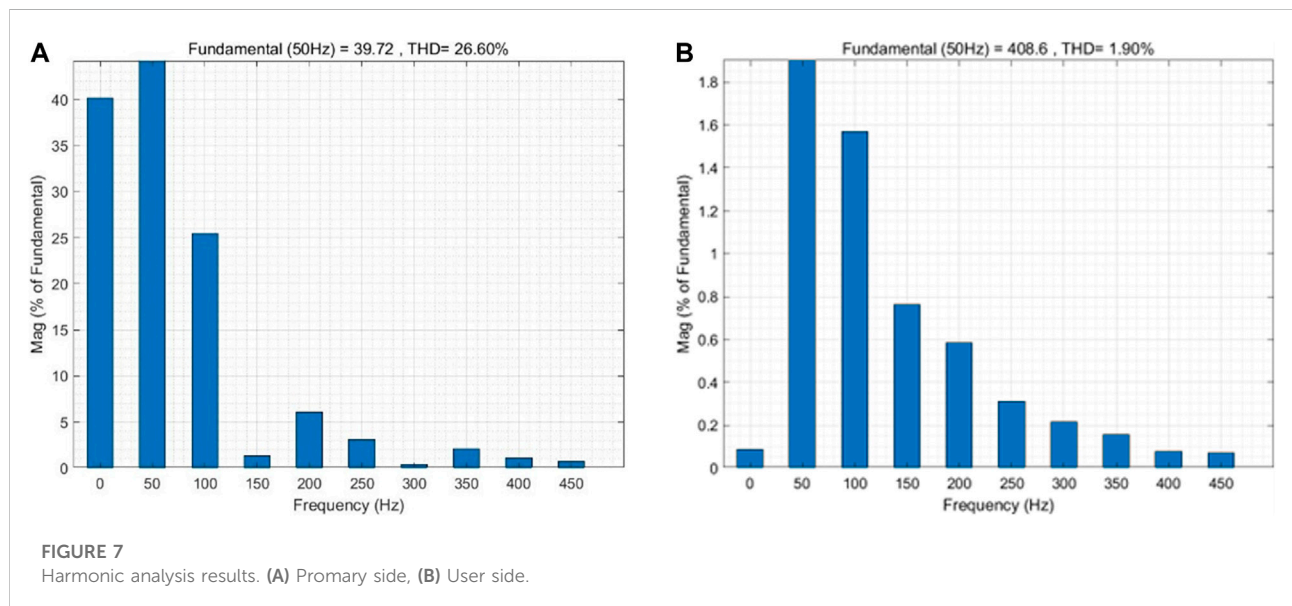 A
Fundamental (50Hz) = 39.72 , THD= 26.60%
Mag (% of Fundamental)
40
35
30
25
20
15
10
5
0
0 50 100 150 200 250 300 350 400 450
Frequency (Hz)
B
Fundamental (50Hz) = 408.6 , THD= 1.90%
Mag (% of Fundamental)
1.8
1.6
1.4
1.2
1
0.8
0.6
0.4
0.2
0
0 50 100 150 200 250 300 350 400 450
Frequency (Hz)
FIGURE 7
Harmonic analysis results. (A) Promary side, (B) User side.